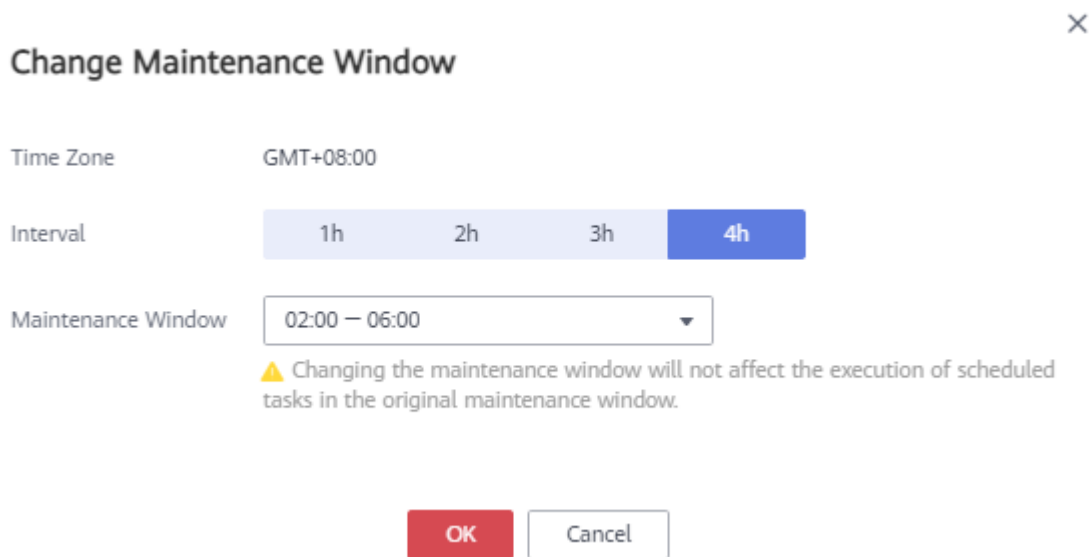 Change Maintenance Window
Time Zone GMT+08:00
Interval 1h 2h 3h 4h
Maintenance Window 02:00 — 06:00
Changing the maintenance window will not affect the execution of scheduled
tasks in the original maintenance window.
OK Cancel